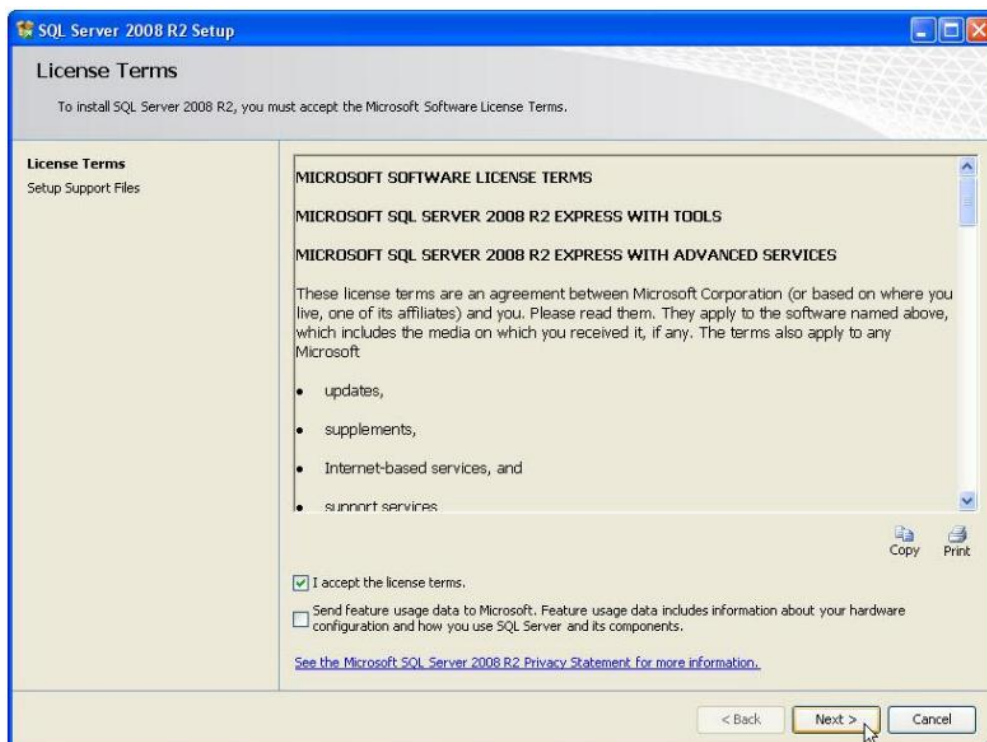 SQL Server 2008 R2 Setup
License Terms
To install SQL Server 2008 R2, you must accept the Microsoft Software License Terms.
License Terms
Setup Support Files
MICROSOFT SOFTWARE LICENSE TERMS
MICROSOFT SQL SERVER 2008 R2 EXPRESS WITH TOOLS
MICROSOFT SQL SERVER 2008 R2 EXPRESS WITH ADVANCED SERVICES
These license terms are an agreement between Microsoft Corporation (or based on where you
live, one of its affiliates) and you. Please read them. They apply to the software named above,
which includes the media on which you received it, if any. The terms also apply to any
Microsoft
• updates,
• supplements,
• Internet-based services, and
• support services
Copy Print
I accept the license terms.
Send feature usage data to Microsoft. Feature usage data includes information about your hardware
configuration and how you use SQL Server and its components.
See the Microsoft SQL Server 2008 R2 Privacy Statement for more information.
< Back Next > Cancel